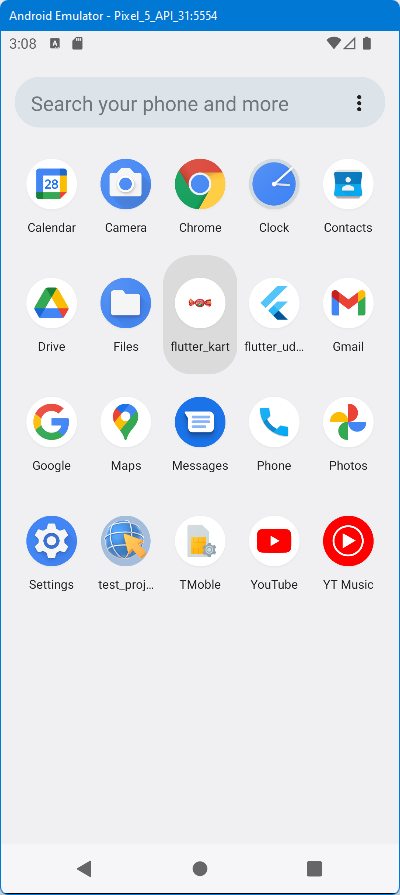 Android Emulator - Pixel_5_API_31:5554
3:08
Search your phone and more
28
Calendar Camera Chrome Clock Contacts
Drive Files flutter_kart flutter_ud... Gmail
Google Maps Messages Phone Photos
Settings test_proj... TMoble YouTube YT Music